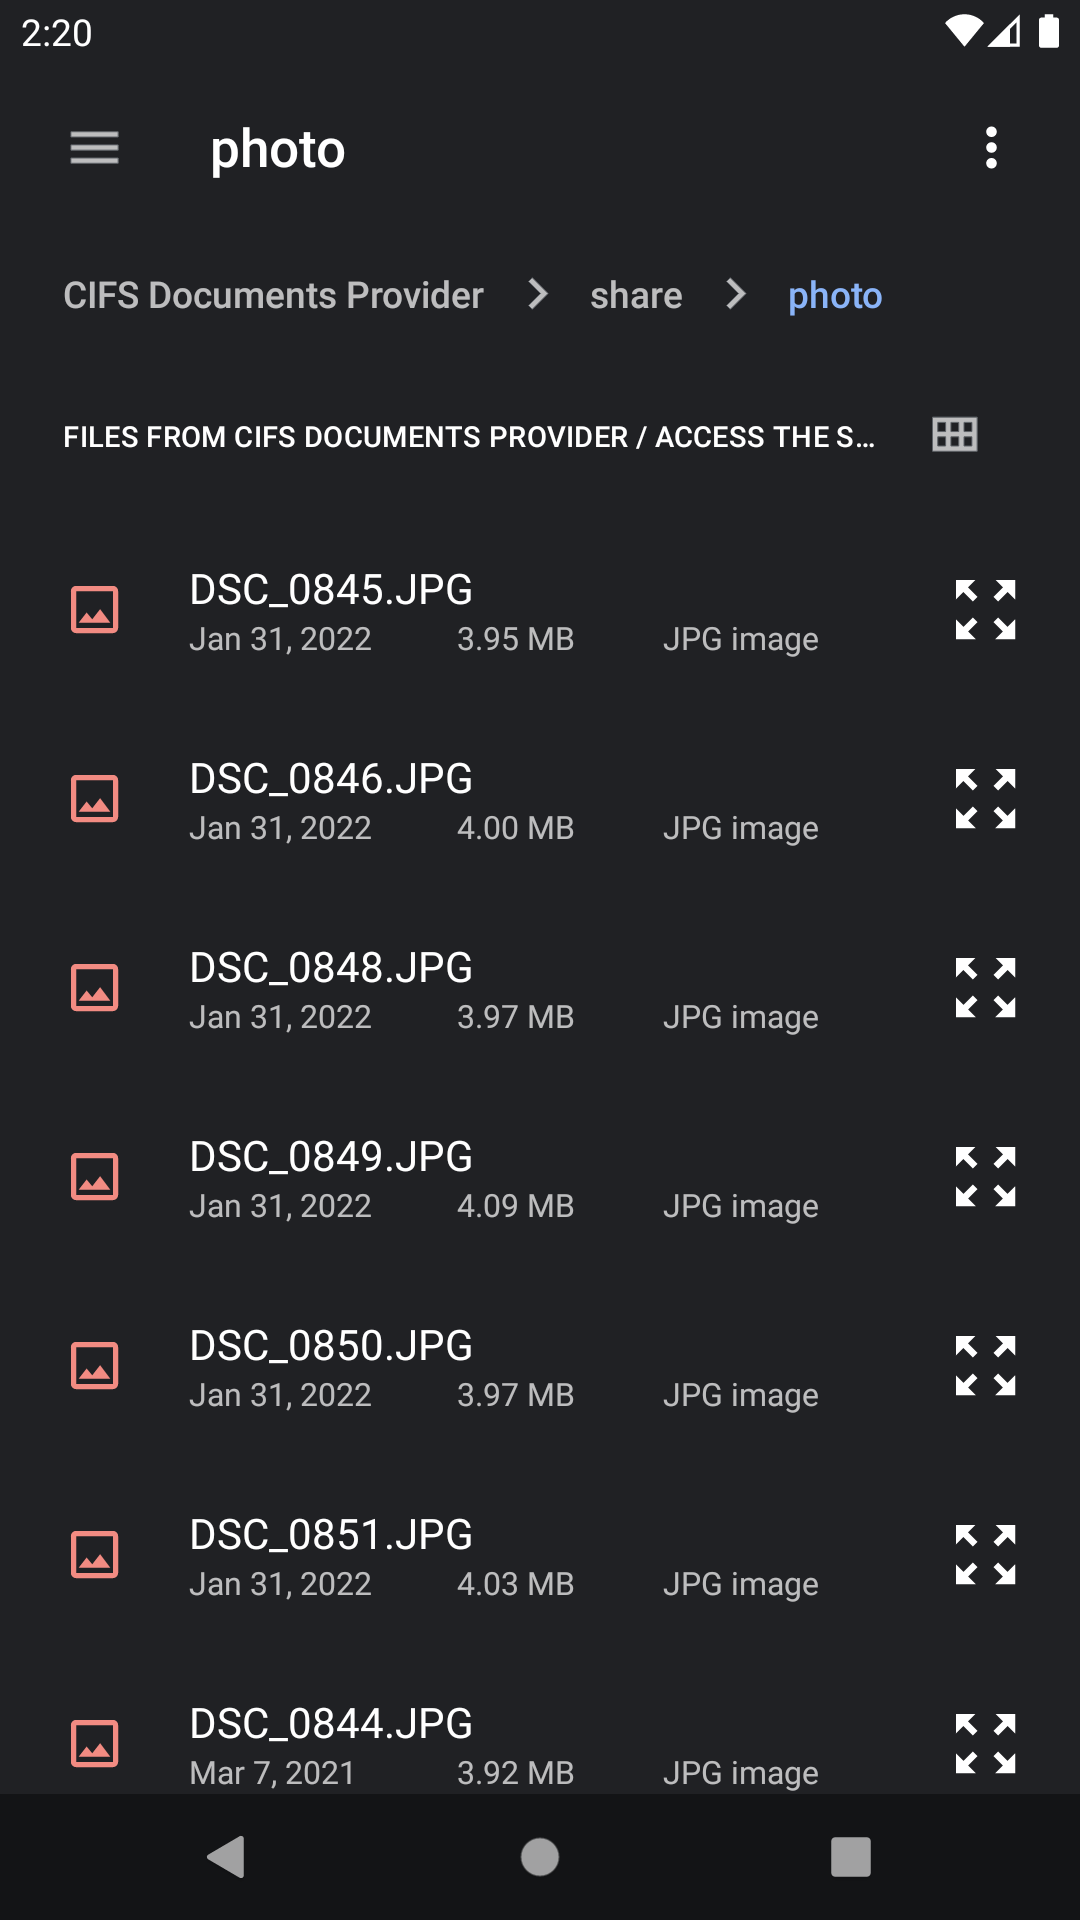 2:20
photo
CIFS Documents Provider > share > photo
FILES FROM CIFS DOCUMENTS PROVIDER / ACCESS THE S...
DSC_0845.JPG
Jan 31, 2022 3.95 MB JPG image
DSC_0846.JPG
Jan 31, 2022 4.00 MB JPG image
DSC_0848.JPG
Jan 31, 2022 3.97 MB JPG image
DSC_0849.JPG
Jan 31, 2022 4.09 MB JPG image
DSC_0850.JPG
Jan 31, 2022 3.97 MB JPG image
DSC_0851.JPG
Jan 31, 2022 4.03 MB JPG image
DSC_0844.JPG
Mar 7, 2021 3.92 MB JPG image